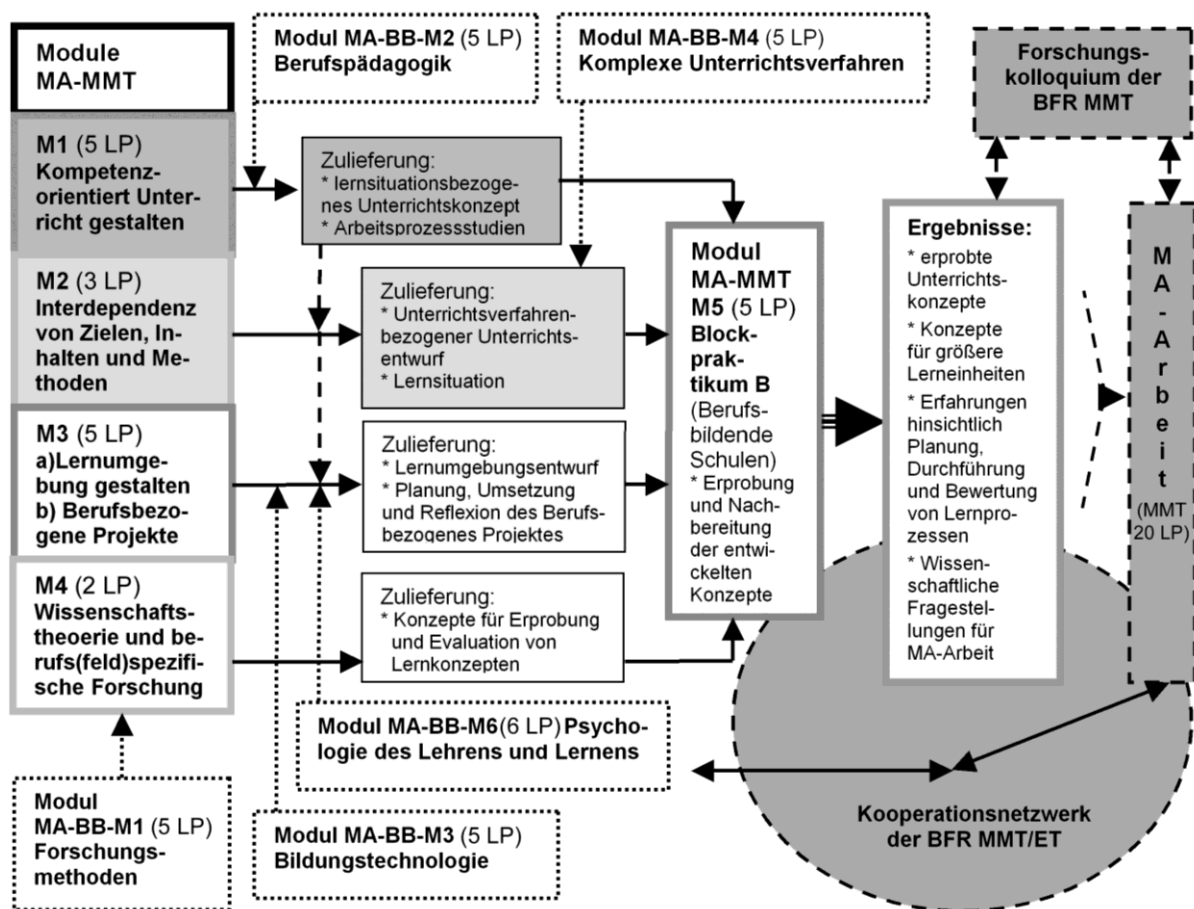 Module
MA-MMT
M1 (5 LP)
Kompetenz-
orientiert Unter-
richt gestalten
M2 (3 LP)
Interdependenz
von Zielen, In-
halten und Me-
thoden
M3 (5 LP)
a)Lernumge-
bung gestalten
b) Berufsbezo-
gene Projekte
M4 (2 LP)
Wissenschafts-
theoerie und be-
rufs(feld)spezifi-
sche Forschung
Modul
MA-BB-M1 (5 LP)
Forschungs-
methoden
Modul MA-BB-M2 (5 LP)
Berufspädagogik
Modul MA-BB-M4 (5 LP)
Komplexe Unterrichtsverfahren
Zulieferung:
* lernsituationsbezoge-
nes Unterrichtskonzept
* Arbeitsprozessstudien
Zulieferung:
* Unterrichtsverfahren-
bezogener Unterrichts-
entwurf
* Lernsituation
Zulieferung:
* Lernumgebungsentwurf
* Planung, Umsetzung
und Reflexion des Berufs-
bezogenes Projektes
Zulieferung:
* Konzepte für Erprobung
und Evaluation von
Lernkonzepten
Modul MA-BB-M6(6 LP) Psycho-
logie des Lehrens und Lernens
Modul MA-BB-M3 (5 LP)
Bildungstechnologie
Modul
MA-MMT
M5 (5 LP)
Block-
prak-
tikum B
(Berufs-
bildende
Schulen)
* Erprobung
und Nach-
bereitung
der entwi-
ckelten
Konzepte
Ergebnisse:
* erprobte
Unterrichts-
konzepte
* Konzepte
für größere
Lerneinheiten
* Erfahrungen
hinsichtlich
Planung,
Durchführung
und Bewertung
von Lernpro-
zessen
* Wissen-
schaftliche
Fragestel-
lungen für
MA-Arbeit
Forschungs-
kolloquium der
BFR MMT
M
A
-
A
r
b
e
i
t
(MMT
20 LP)
Kooperationsnetzwerk
der BFR MMT/ET